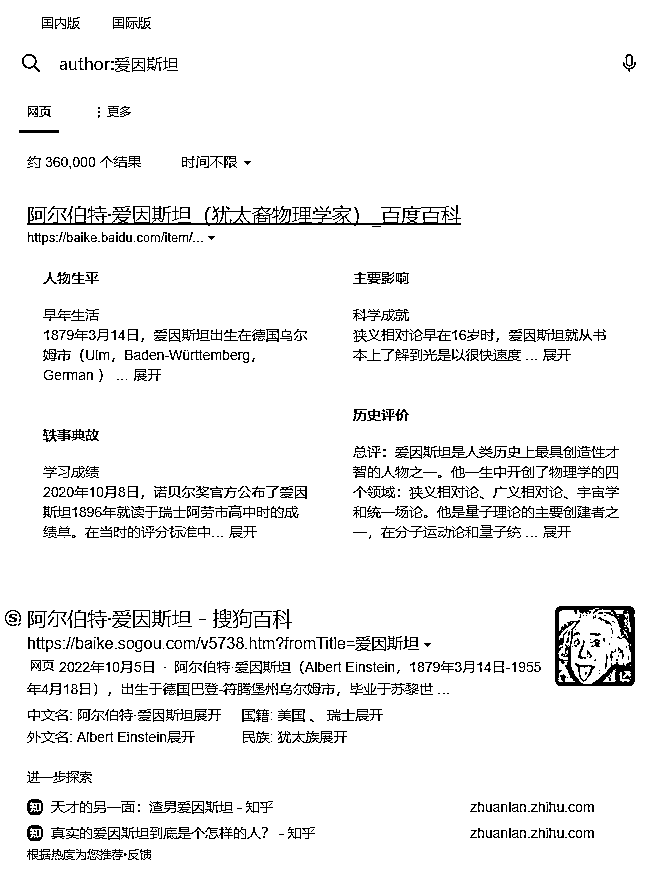 国内版 国际版
author:爱因斯坦
网页 ⋮更多
约 360,000 个结果 时间不限
阿尔伯特·爱因斯坦（犹太裔物理学家）_百度百科
https://baike.baidu.com/item/...
人物生平
早年生活
1879年3月14日，爱因斯坦出生在德国乌尔
姆市（Ulm，Baden-Württemberg，
German ） ... 展开
主要影响
科学成就
狭义相对论早在16岁时，爱因斯坦就从书
本上了解到光是以很快速度 ... 展开
轶事典故
学习成绩
2020年10月8日，诺贝尔奖官方公布了爱因
斯坦1896年就读于瑞士阿劳市高中时的成
绩单。在当时的评分标准中... 展开
历史评价
总评：爱因斯坦是人类历史上最具创造性才
智的人物之一。他一生中开创了物理学的四
个领域：狭义相对论、广义相对论、宇宙学
和统一场论。他是量子理论的主要创建者之
一，在分子运动论和量子统 ... 展开
阿尔伯特·爱因斯坦 - 搜狗百科
https://baike.sogou.com/v5738.htm?fromTitle=爱因斯坦
网页 2022年10月5日 · 阿尔伯特·爱因斯坦（Albert Einstein，1879年3月14日-1955
年4月18日），出生于德国巴登-符腾堡州乌尔姆市，毕业于苏黎世 ...
中文名: 阿尔伯特·爱因斯坦展开 国籍: 美国 、 瑞士展开
外文名: Albert Einstein展开 民族: 犹太族展开
进一步探索
知 天才的另一面：渣男爱因斯坦 - 知乎 zhuanlan.zhihu.com
知 真实的爱因斯坦到底是个怎样的人？ - 知乎 zhuanlan.zhihu.com
根据热度为您推荐·反馈